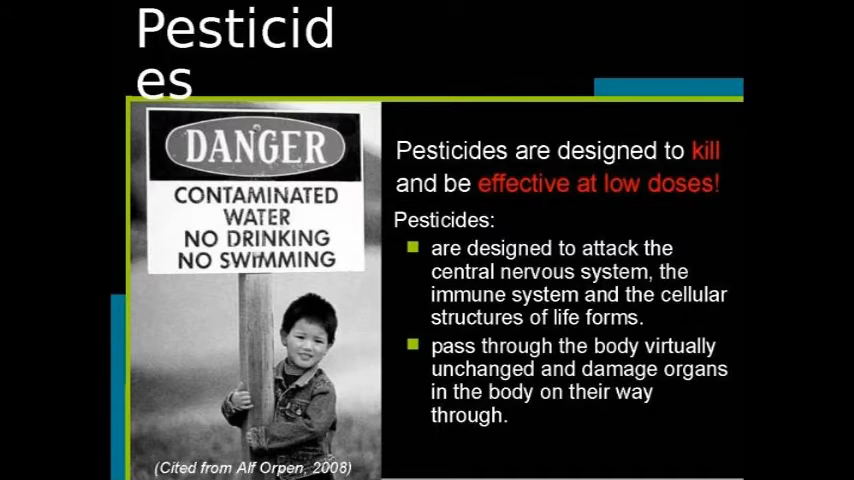 Pesticid
es
DANGER
CONTAMINATED
WATER
NO DRINKING
NO SWIMMING
(Cited from Alf Orpen, 2008)
Pesticides are designed to kill
and be effective at low doses!
Pesticides:
are designed to attack the
central nervous system, the
immune system and the cellular
structures of life forms.
pass through the body virtually
unchanged and damage organs
in the body on their way
through.